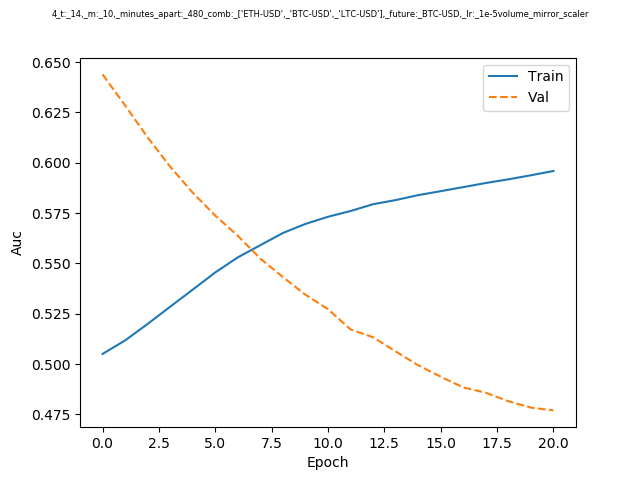 4_t:_14,_m:_10,_minutes_apart:_480_comb:_['ETH-USD',_'BTC-USD',_'LTC-USD'],_future:_BTC-USD,_lr:_1e-5volume_mirror_scaler
0.650
0.625
0.600
0.575
0.550
0.525
0.500
0.475
Auc
Train
Val
0.0 2.5 5.0 7.5 10.0 12.5 15.0 17.5 20.0
Epoch